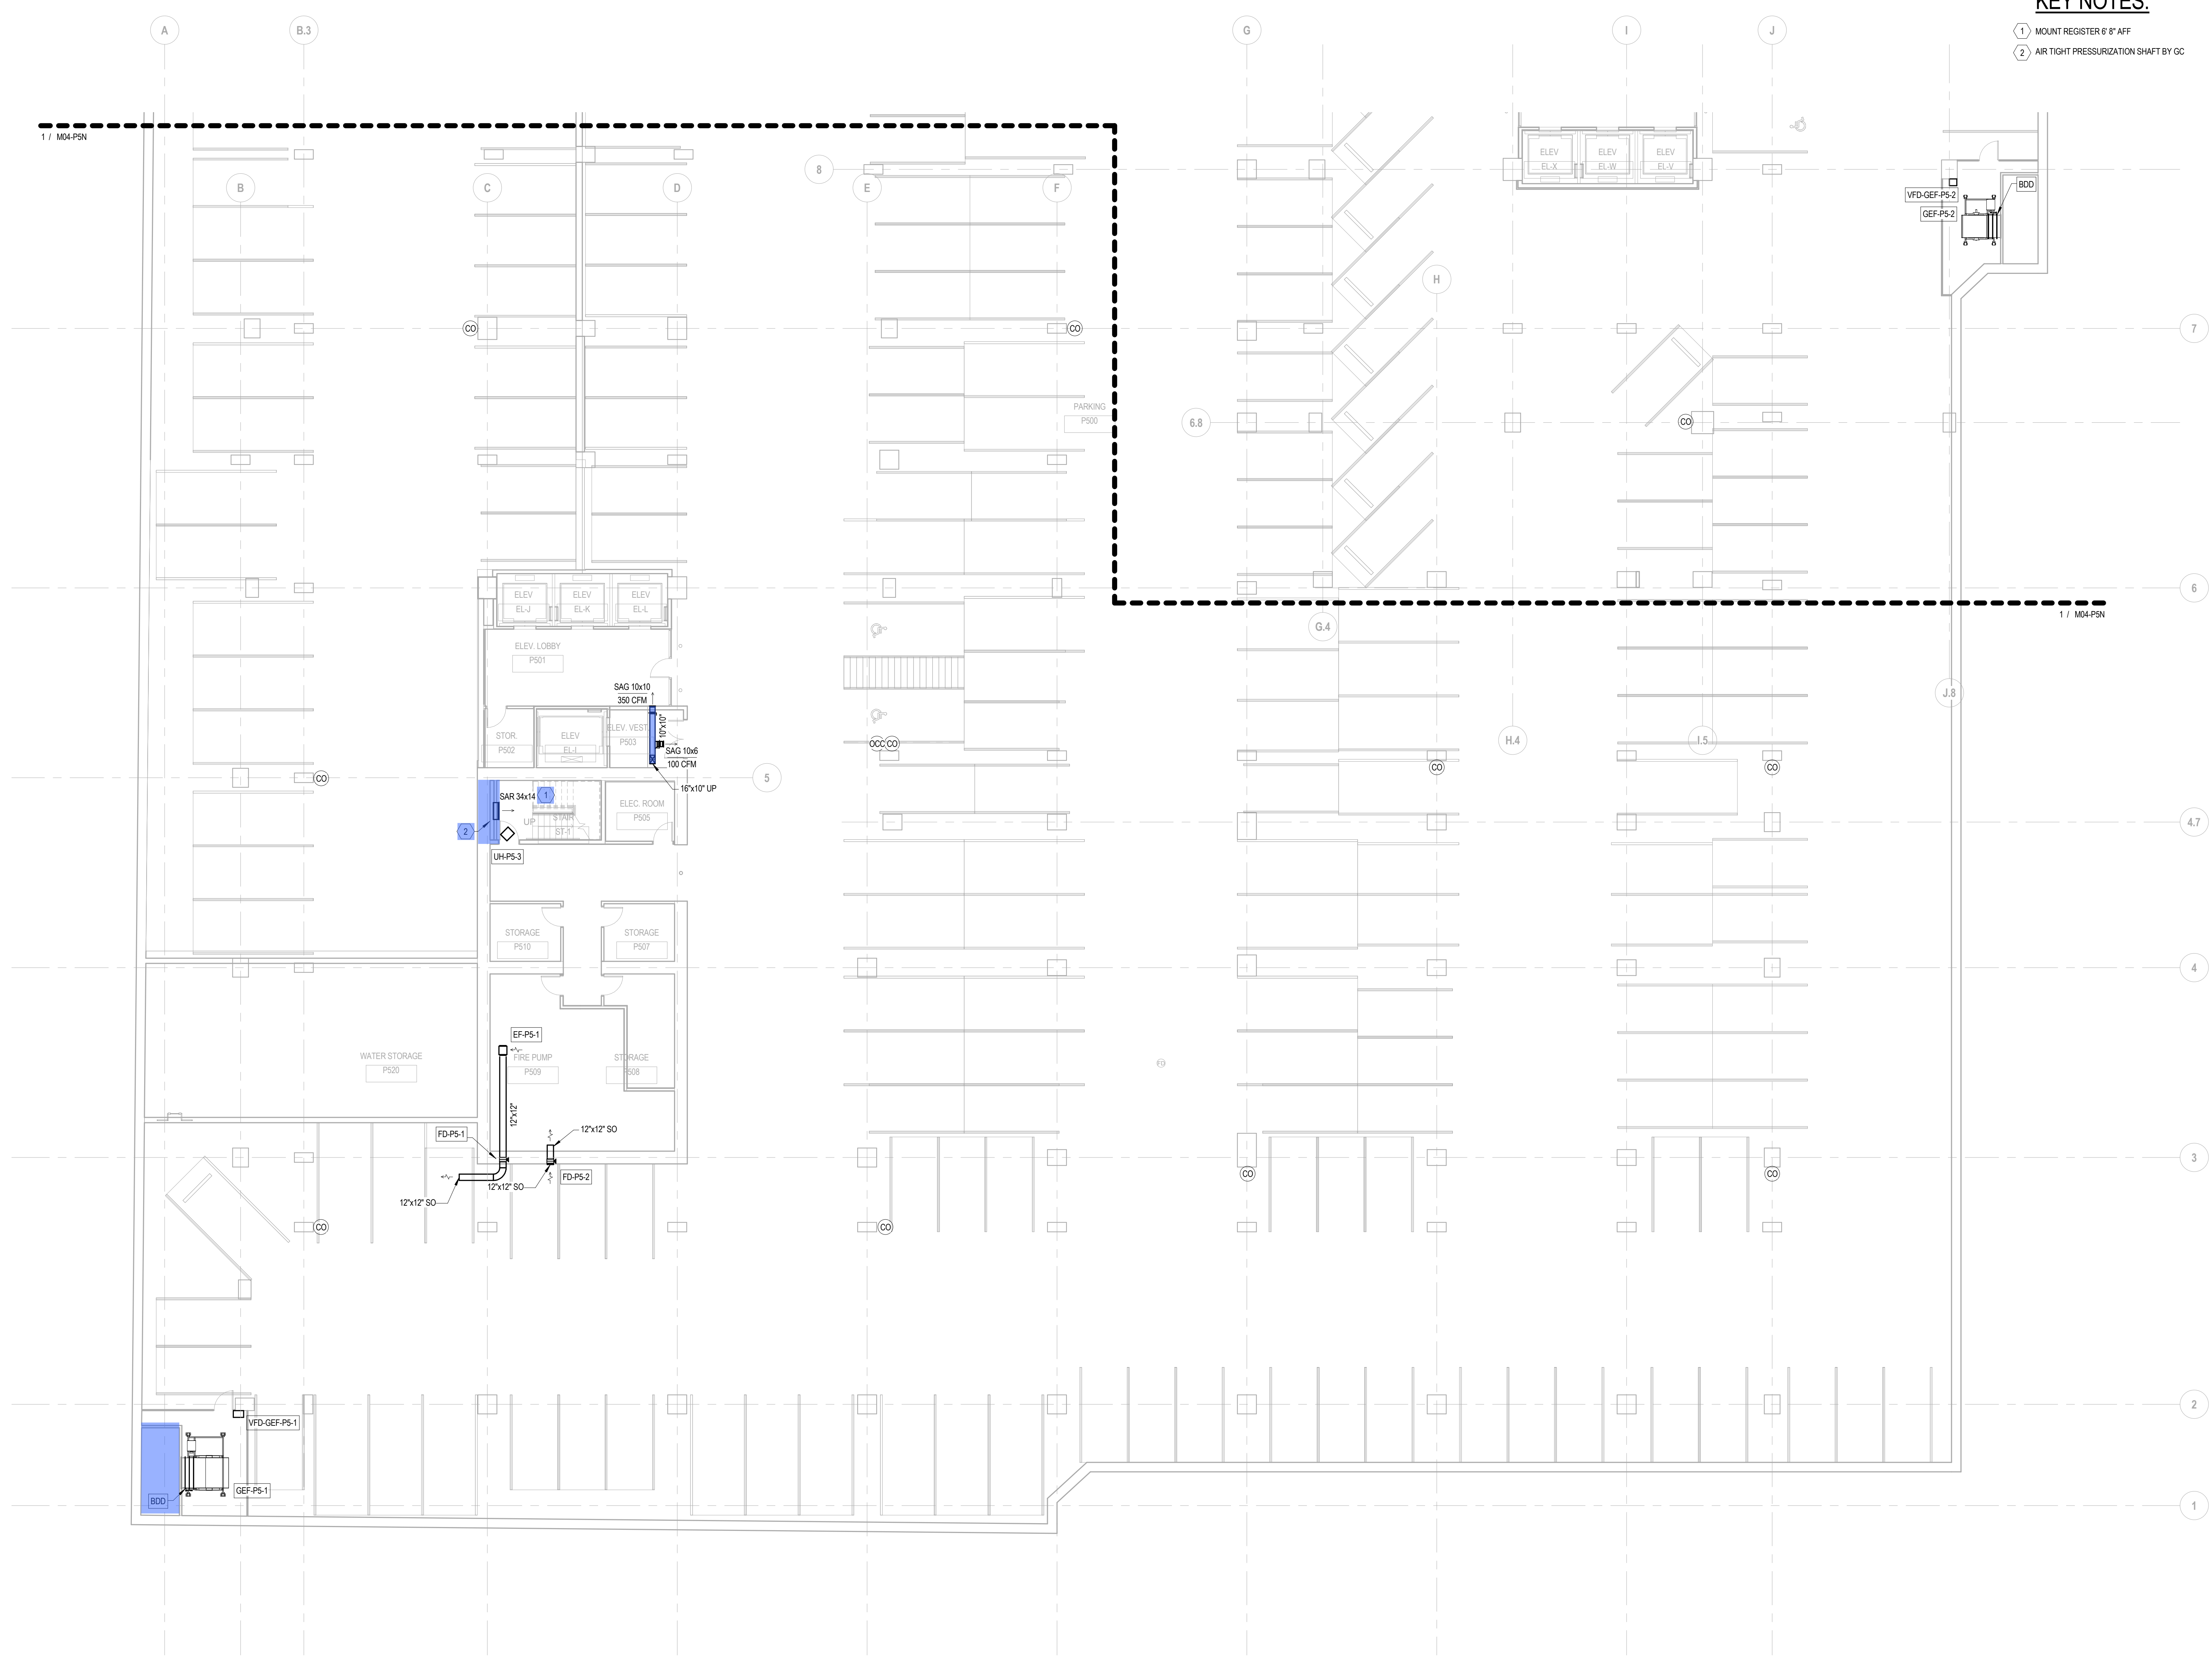 KEY NOTES:
1 MOUNT REGISTER 6' 8" AFF
2 AIR TIGHT PRESSURIZATION SHAFT BY GC
A
B.3
G
I
J
1 / M04-P5N
B
C
D
8
E
F
ELEV
EL-X
ELEV
EL-W
ELEV
EL-V
VFD-GEF-P5-2
GEF-P5-2
BDD
H
CO
CO
7
PARKING
P500
6.8
CO
ELEV
EL-J
ELEV
EL-K
ELEV
EL-L
6
1 / M04-P5N
G.4
ELEV. LOBBY
P501
SAG 10x10
350 CFM
J.8
STOR.
P502
ELEV
EL-I
ELEV. VEST.
P503
10"x10"
SAG 10x6
100 CFM
OCC
CO
H.4
I.5
CO
5
CO
CO
16"x10" UP
SAR 34x14
1
2
UP
STAIR
ST-1
ELEC. ROOM
P505
4.7
UH-P5-3
STORAGE
P510
STORAGE
P507
4
EF-P5-1
WATER STORAGE
P520
FIRE PUMP
P509
STORAGE
P508
FD
12"x12"
FD-P5-1
12"x12" SO
3
FD-P5-2
12"x12" SO
12"x12" SO
CO
CO
CO
CO
2
VFD-GEF-P5-1
GEF-P5-1
BDD
1